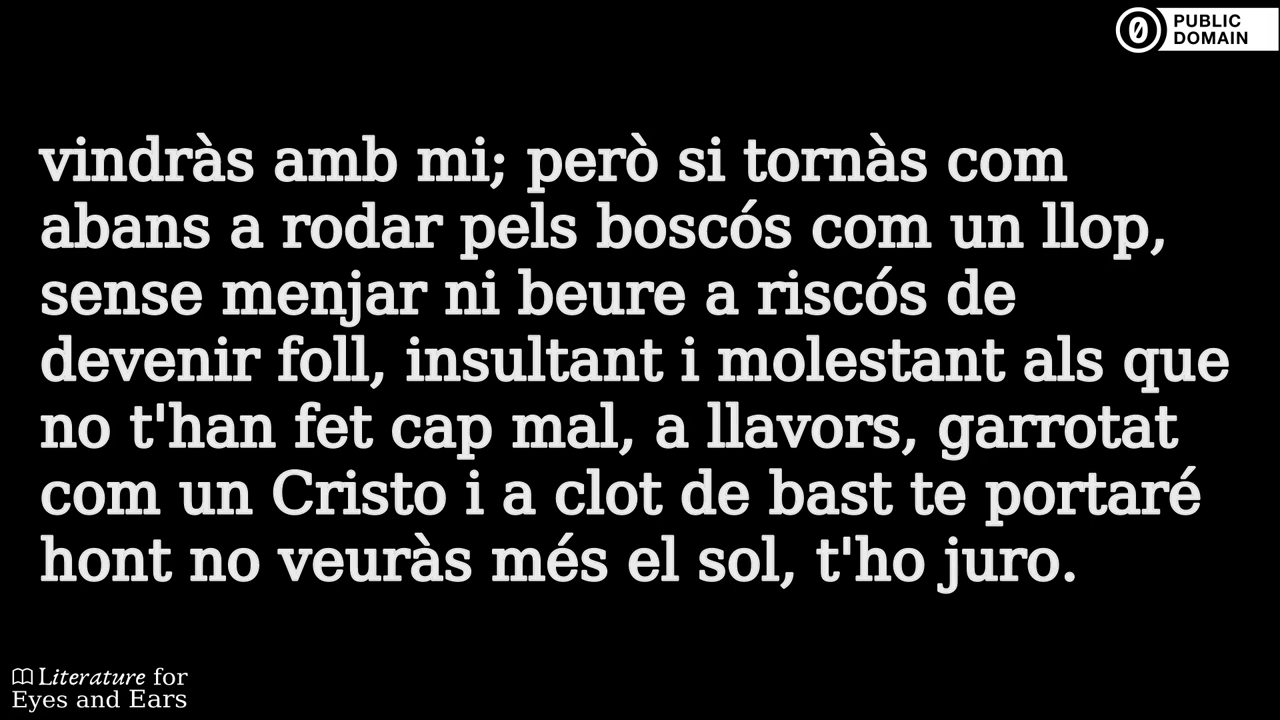 PUBLIC
DOMAIN
vindràs amb mi; però si tornàs com
abans a rodar pels boscós com un llop,
sense menjar ni beure a riscós de
devenir foll, insultant i molestant als que
no t'han fet cap mal, a llavors, garrotat
com un Cristo i a clot de bast te portaré
hont no veuràs més el sol, t'ho juro.
Literature for
Eyes and Ears